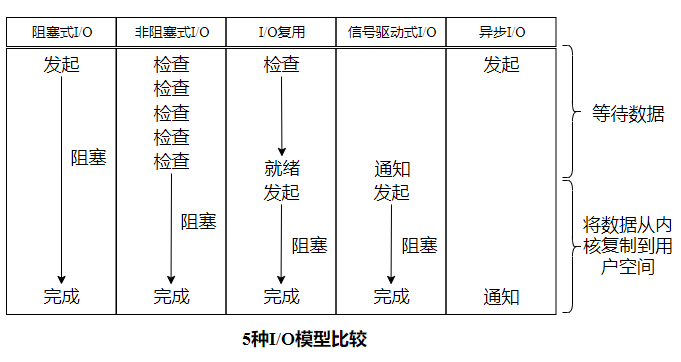 阻塞式I/O 非阻塞式I/O I/O复用 信号驱动式I/O 异步I/O
发起 检查 检查 发起
检查
检查
检查
阻塞 检查
等待数据
就绪 通知
发起 发起
阻塞 阻塞 阻塞
将数据从内
核复制到用
户空间
完成 完成 完成 完成 通知
5种I/O模型比较